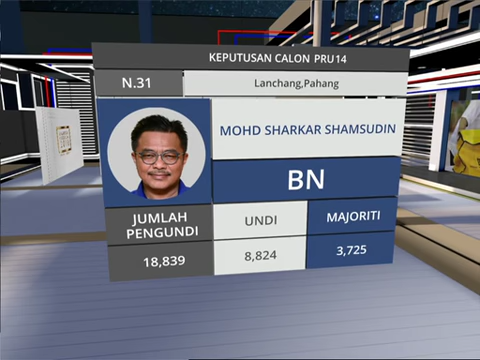 KEPUTUSAN CALON PRU14
N.31
Lanchang,Pahang
MOHD SHARKAR SHAMSUDIN
BN
JUMLAH PENGUNDI
UNDI
MAJORITI
18,839
8,824
3,725